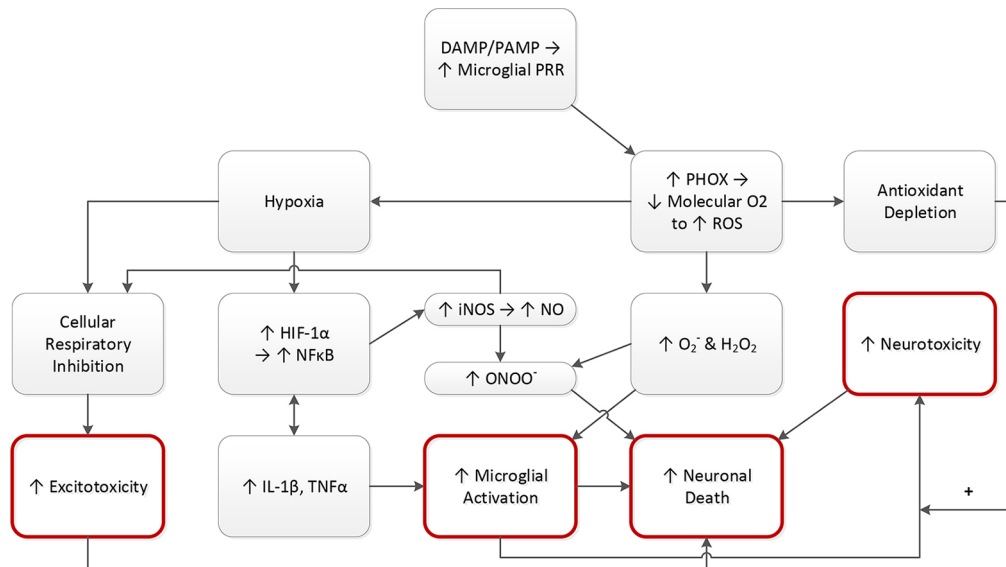 DAMP/PAMP →
↑ Microglial PRR
Hypoxia
↑ PHOX →
↓ Molecular O2
to ↑ ROS
Antioxidant
Depletion
Cellular
Respiratory
Inhibition
↑ HIF-1α
→ ↑ NFκB
↑ iNOS → ↑ NO
↑ ONOO⁻
↑ O₂⁻ & H₂O₂
↑ Neurotoxicity
↑ Excitotoxicity
↑ IL-1β, TNFα
↑ Microglial
Activation
↑ Neuronal
Death
+